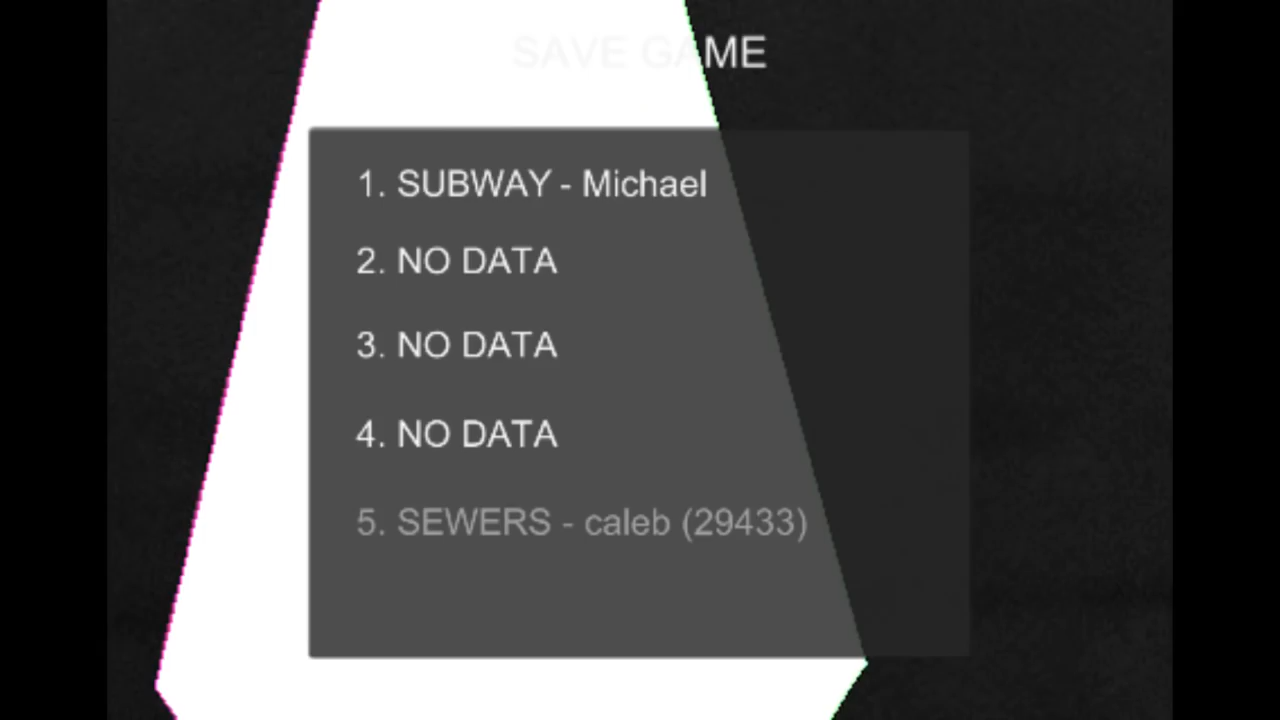 SAVE GAME
1. SUBWAY - Michael
2. NO DATA
3. NO DATA
4. NO DATA
5. SEWERS - caleb (29433)